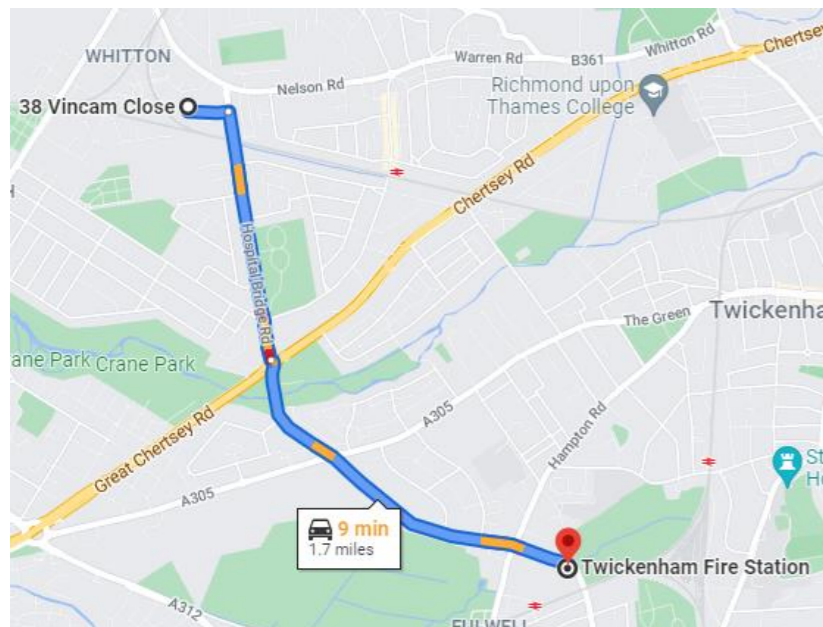 WHITTON
Warren Rd
B361
Whitton Rd
Chertsey
Nelson Rd
Richmond upon
Thames College
38 Vincam Close
Chertsey Rd
Hospital Bridge Rd
The Green
Twickenha
ane Park
Crane Park
A305
Great Chertsey Rd
Hampton Rd
A305
St
Ho
9 min
1.7 miles
Twickenham Fire Station
A312
FULWELL